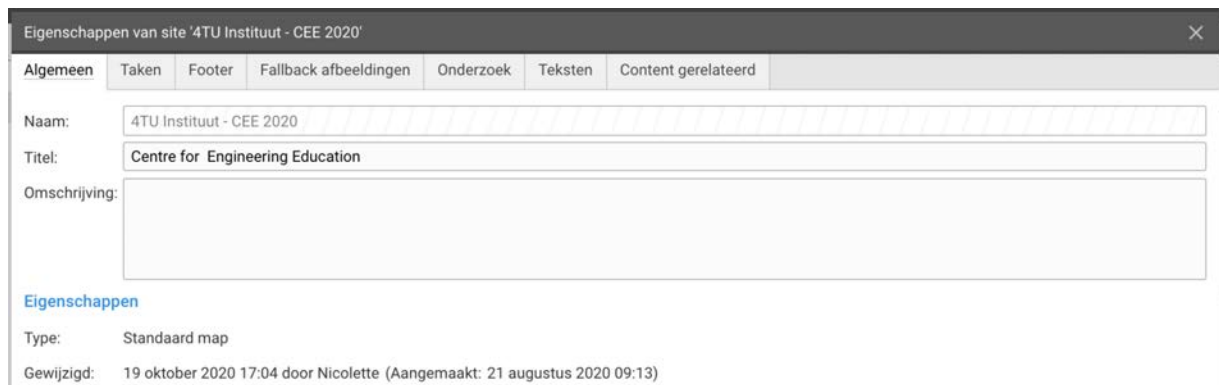 Eigenschappen van site '4TU Instituut - CEE 2020'
Algemeen Taken Footer Fallback afbeeldingen Onderzoek Teksten Content gerelateerd
Naam: 4TU Instituut - CEE 2020
Titel: Centre for  Engineering Education
Omschrijving:
Eigenschappen
Type: Standaard map
Gewijzigd: 19 oktober 2020 17:04 door Nicolette (Aangemaakt: 21 augustus 2020 09:13)